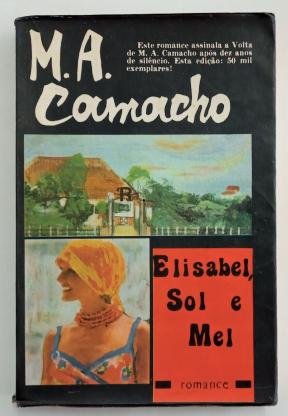 M.A.
Camacho
Este romance assinala a Volta
de M. A. Camacho após dez anos
de silêncio. Esta edição: 50 mil
exemplares!
Elisabel,
Sol e
Mel
romance